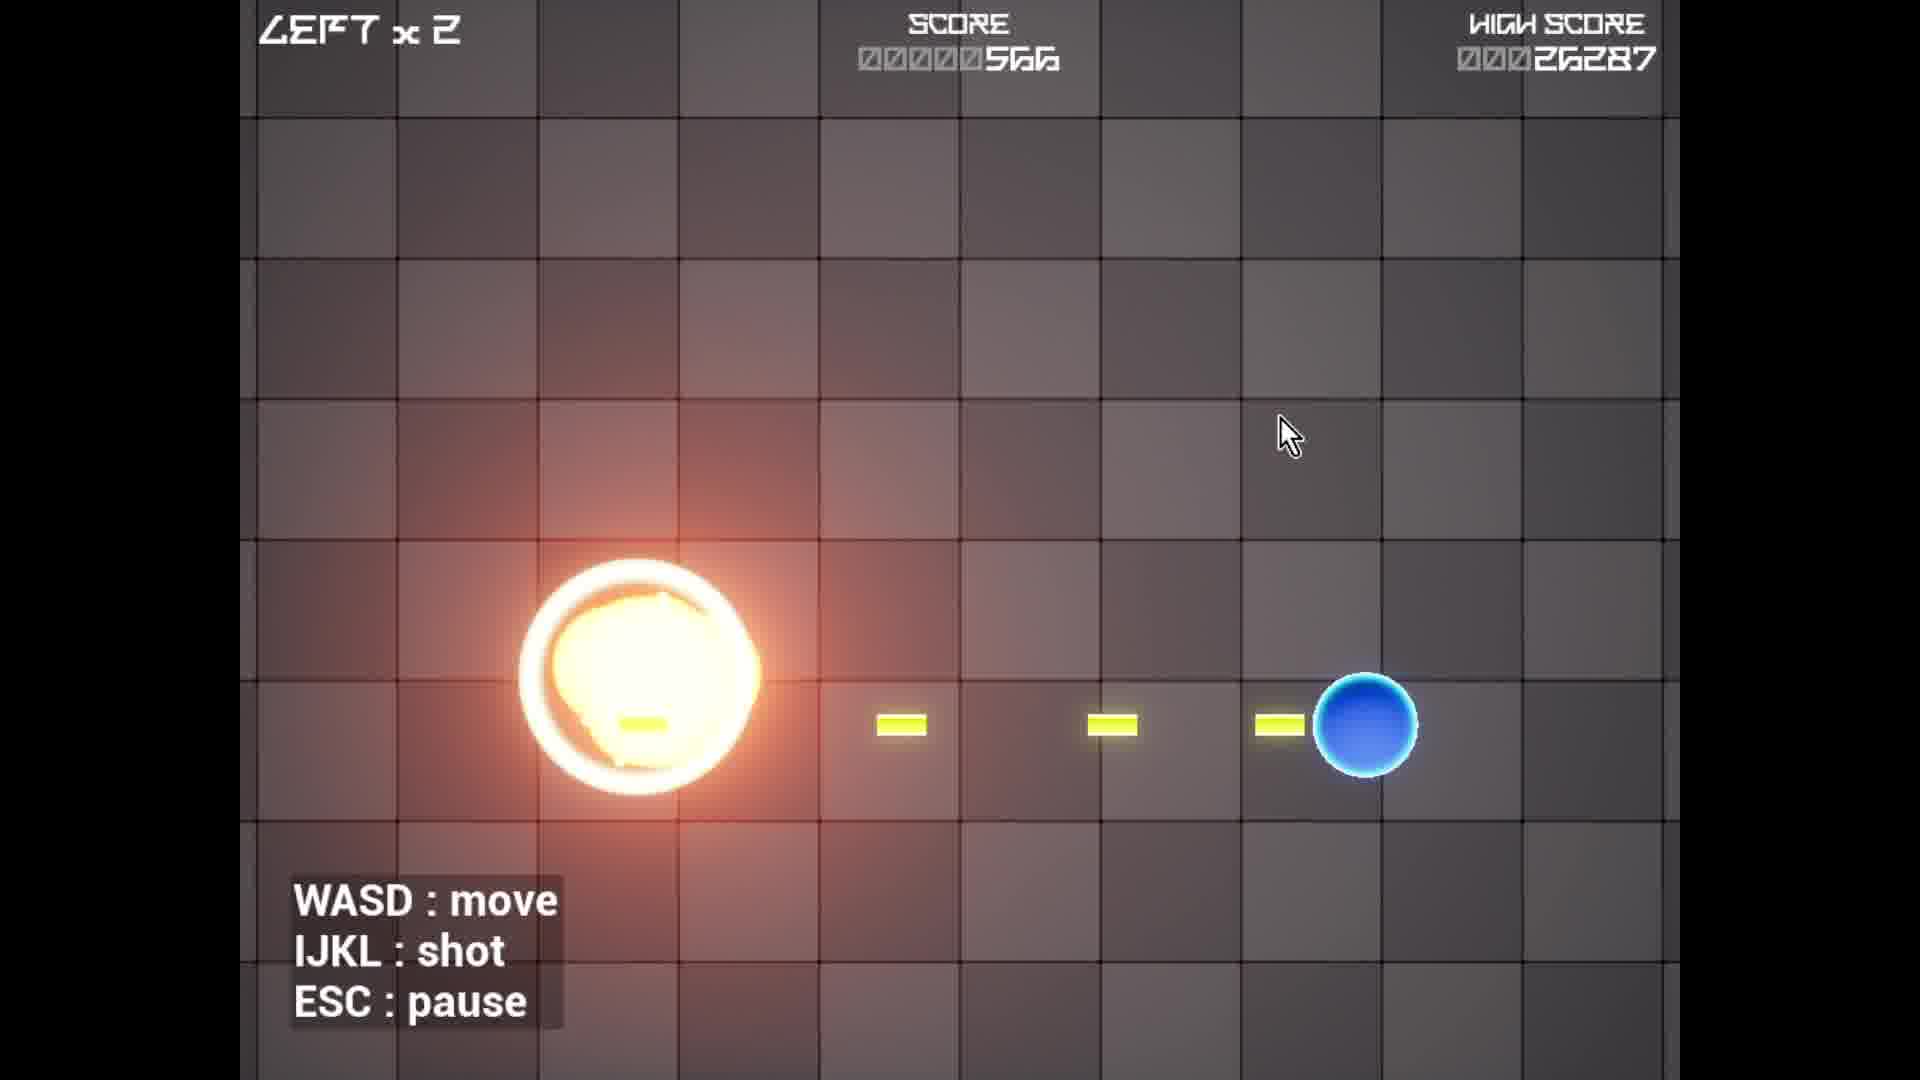 LEFT x 2
SCORE
00000566
HIGH SCORE
00026287
WASD : move
IJKL : shot
ESC : pause